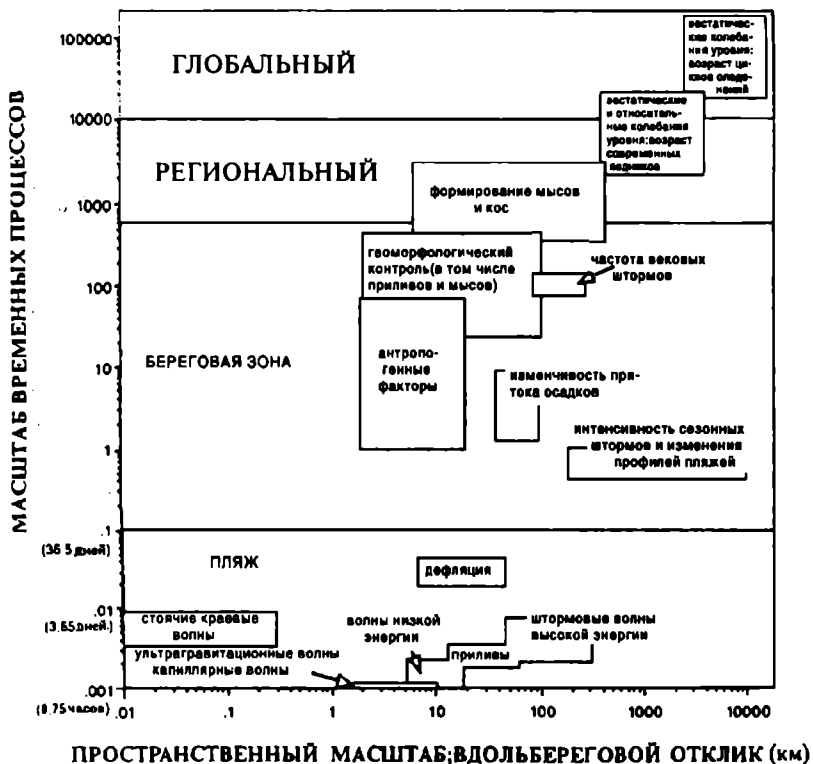 МАСШТАБ ВРЕМЕННЫХ ПРОЦЕССОВ
100000
10000
1000
100
10
1
.1
(36 5 дней)
.01
(3.65 дней.)
.001
(8.75 часов)
ГЛОБАЛЬНЫЙ
эвстатичес-
кие колеба-
ния уровня:
возраст ци-
клов оледе-
нений
эвстатические
и относитель-
ные колебания
уровня:возраст
современных
ледников
РЕГИОНАЛЬНЫЙ
формирование мысов
и кос
геоморфологический
контроль(в том числе
приливов и мысов)
частота вековых
штормов
БЕРЕГОВАЯ ЗОНА
антропо-
генные
факторы
изменчивость при-
тока осадков
интенсивность сезонных
штормов и изменения
профилей пляжей
ПЛЯЖ
дефляция
стоячие краевые
волны
волны низкой
энергии
штормовые волны
высокой энергии
приливы
ультрагравитационные волны
капиллярные волны
.01 .1 1 10 100 1000 10000
ПРОСТРАНСТВЕННЫЙ МАСШТАБ;ВДОЛЬБЕРЕГОВОЙ ОТКЛИК (км)